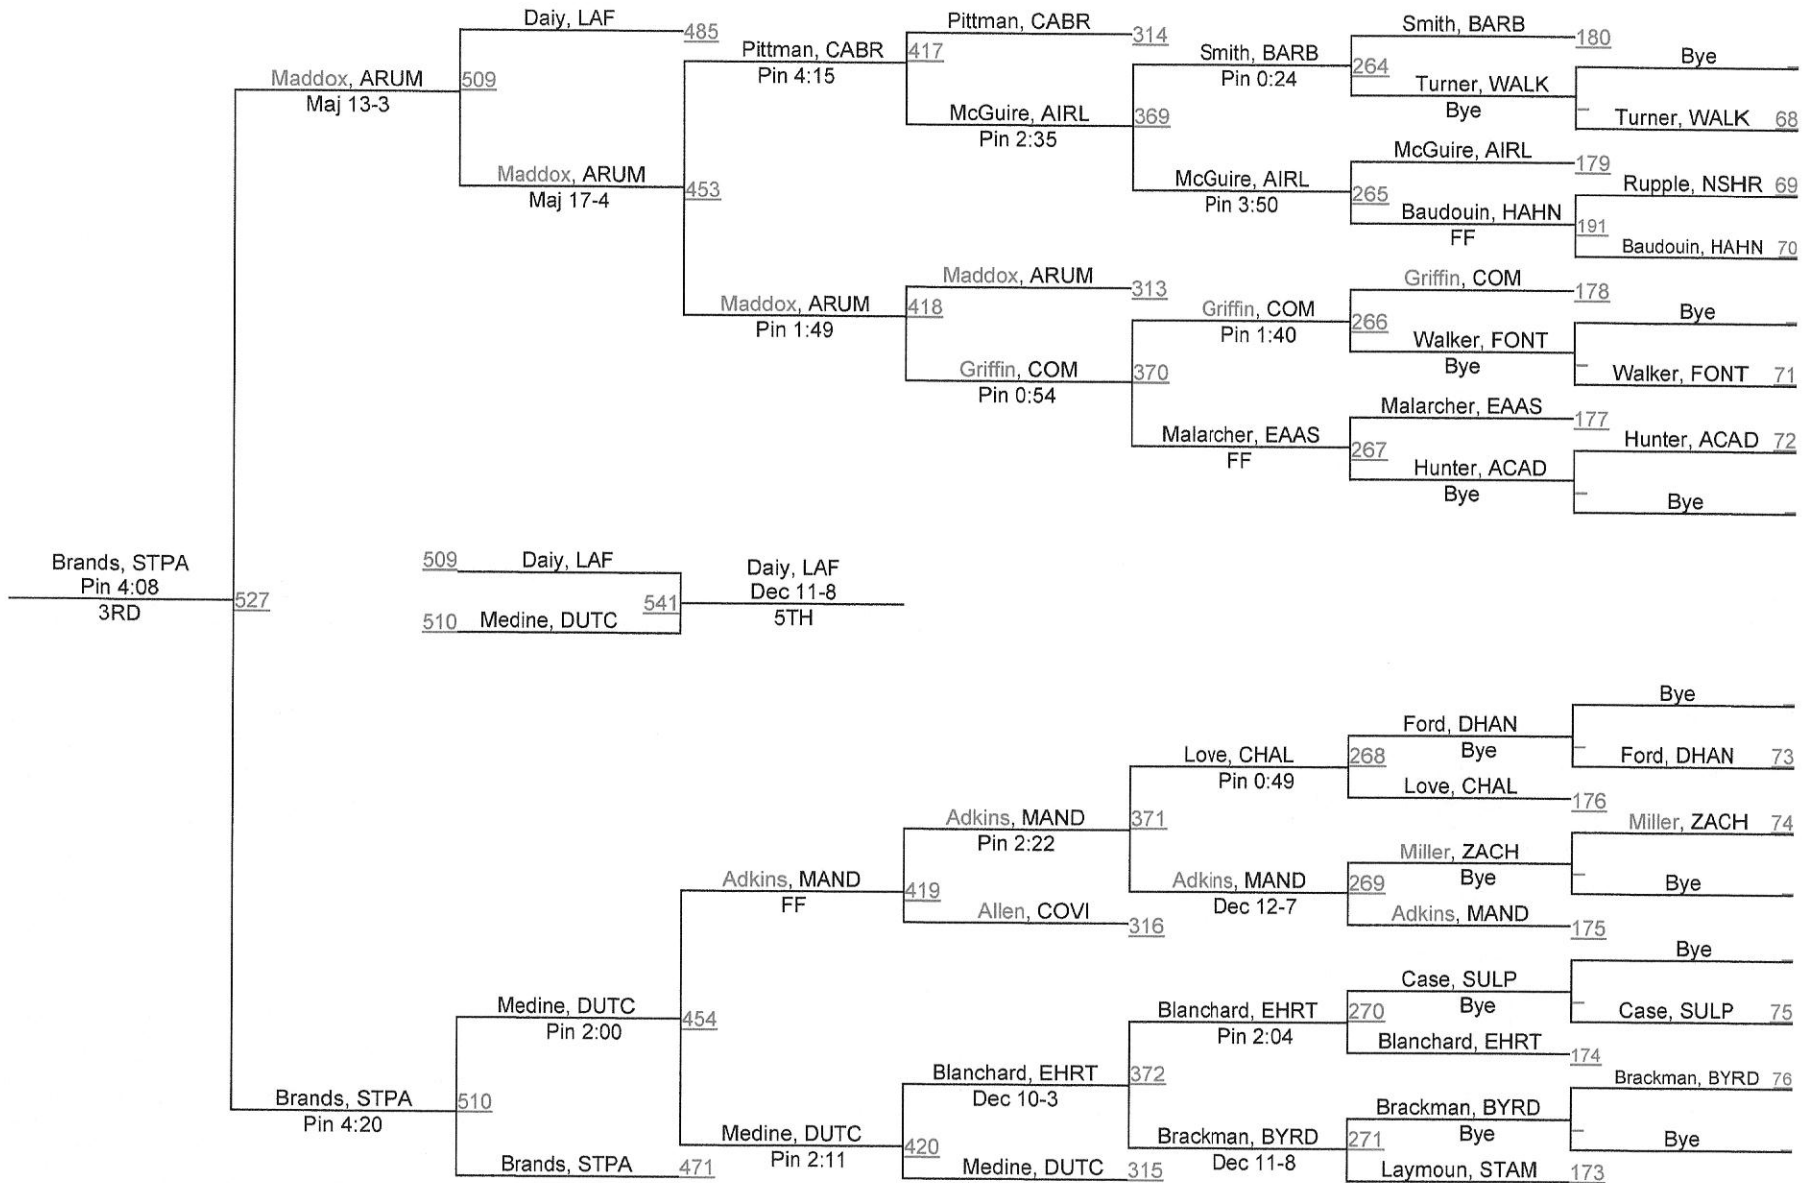 Daiy, LAF
485
Pittman, CABR
314
Smith, BARB
180
Pittman, CABR
Pin 4:15
417
Smith, BARB
Pin 0:24
264
Bye
Maddox, ARUM
Maj 13-3
509
Turner, WALK
Bye
McGuire, AIRL
Pin 2:35
369
Turner, WALK 68
McGuire, AIRL
179
Maddox, ARUM
Maj 17-4
453
McGuire, AIRL
Pin 3:50
265
Rupple, NSHR 69
Baudouin, HAHN
FF
191
Baudouin, HAHN 70
Maddox, ARUM
313
Griffin, COM
178
Maddox, ARUM
Pin 1:49
418
Griffin, COM
Pin 1:40
266
Bye
Walker, FONT
Bye
Griffin, COM
Pin 0:54
370
Walker, FONT 71
Malarcher, EAAS
177
Malarcher, EAAS
FF
267
Hunter, ACAD 72
Hunter, ACAD
Bye
Bye
Brands, STPA
Pin 4:08
3RD
527
509 Daiy, LAF
510 Medine, DUTC
541
Daiy, LAF
Dec 11-8
5TH
Bye
Ford, DHAN
Bye
Love, CHAL
Pin 0:49
268
Ford, DHAN 73
Love, CHAL
176
Adkins, MAND
Pin 2:22
371
Miller, ZACH 74
Miller, ZACH
Bye
Adkins, MAND
FF
419
Adkins, MAND
Dec 12-7
269
Bye
Allen, COVI
316
Adkins, MAND
175
Bye
Case, SULP
Bye
Medine, DUTC
Pin 2:00
454
Blanchard, EHRT
Pin 2:04
270
Case, SULP 75
Blanchard, EHRT
174
Blanchard, EHRT
Dec 10-3
372
Brackman, BYRD 76
Brands, STPA
Pin 4:20
510
Brackman, BYRD
Bye
Medine, DUTC
Pin 2:11
420
Brackman, BYRD
Dec 11-8
271
Bye
Brands, STPA
471
Medine, DUTC
315
Laymoun, STAM
173